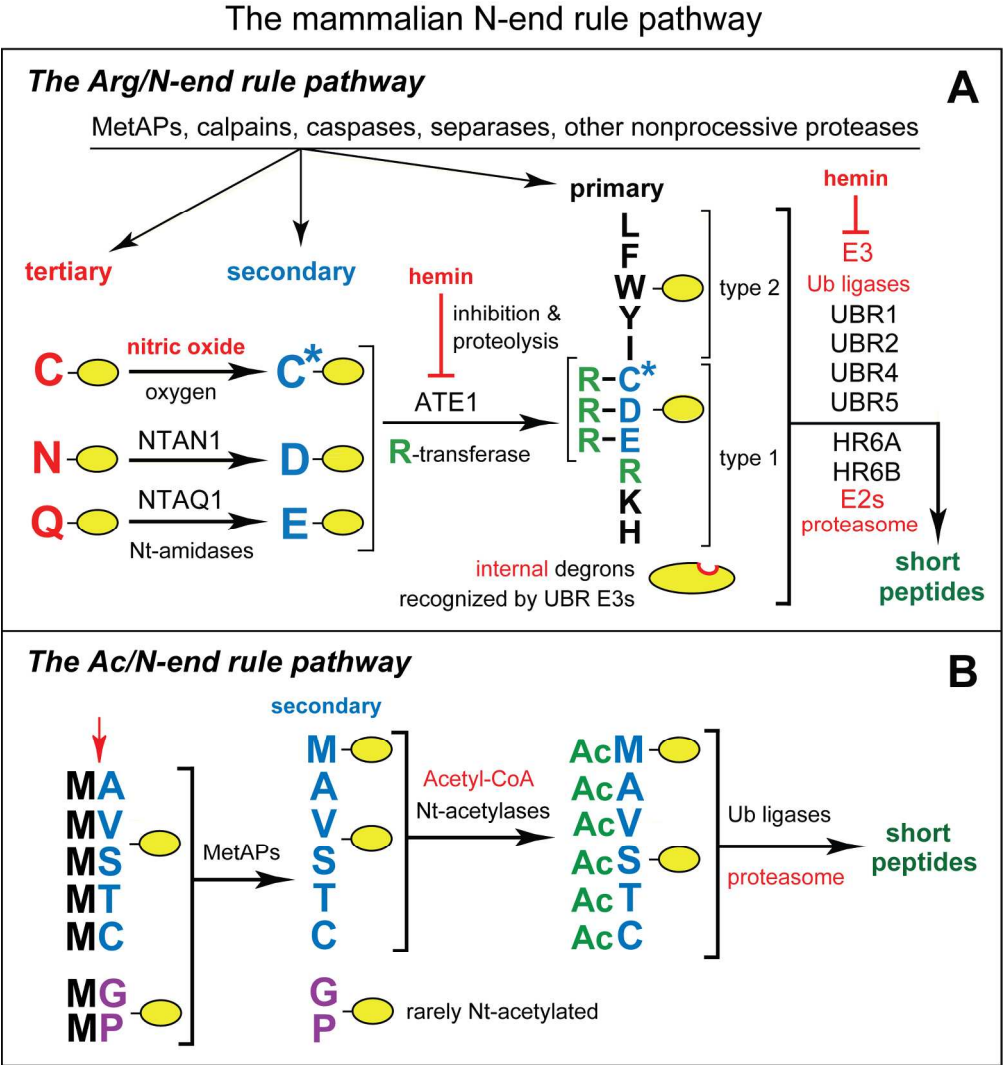 The mammalian N-end rule pathway
The Arg/N-end rule pathway
A
MetAPs, calpains, caspases, separases, other nonprocessive proteases
tertiary
secondary
primary
C
nitric oxide
oxygen
C*
N
NTAN1
D
Q
NTAQ1
Nt-amidases
E
hemin
inhibition &
proteolysis
ATE1
R-transferase
L
F
W
Y
I
R-C*
R-D
R-E
R
K
H
type 2
type 1
internal degrons
recognized by UBR E3s
hemin
E3
Ub ligases
UBR1
UBR2
UBR4
UBR5
HR6A
HR6B
E2s
proteasome
short
peptides
The Ac/N-end rule pathway
B
MA
MV
MS
MT
MC
MG
MP
MetAPs
secondary
M
A
V
S
T
C
G
P
rarely Nt-acetylated
Acetyl-CoA
Nt-acetylases
AcM
AcA
AcV
AcS
AcT
AcC
Ub ligases
proteasome
short
peptides